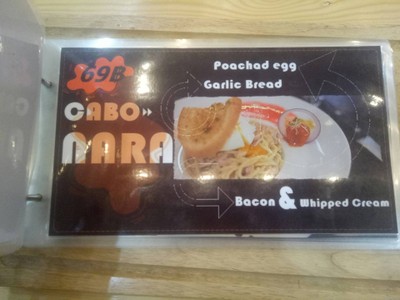 69B
Poachad egg
Garlic Bread
CABO
NARA
Bacon & Whipped Cream